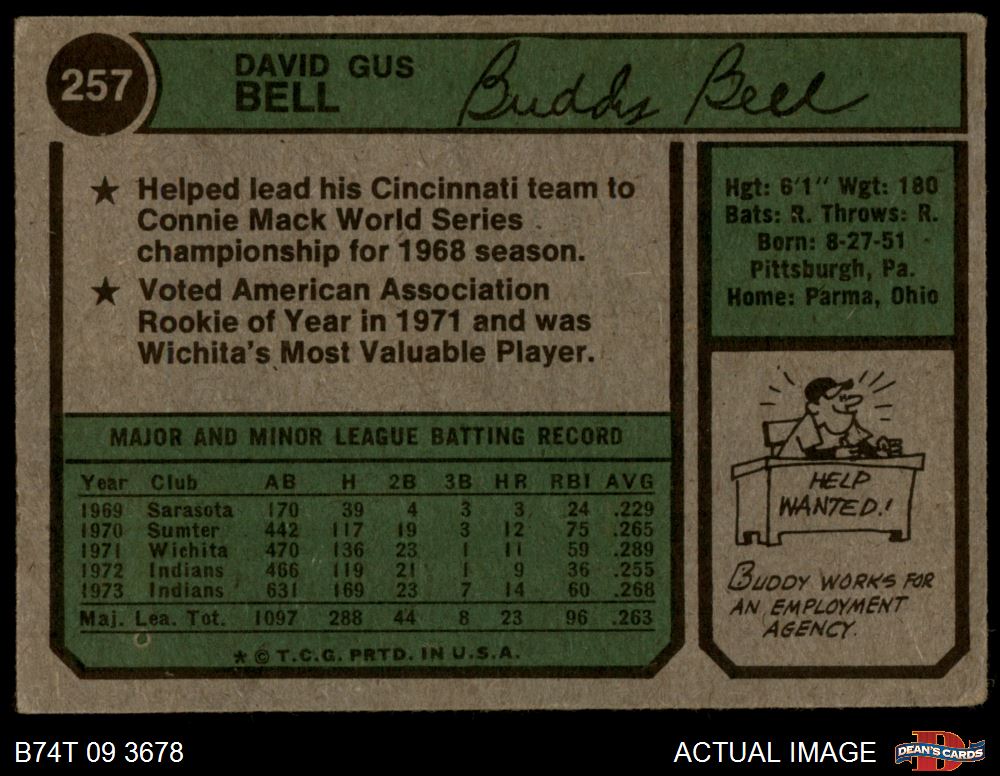 257
DAVID GUS
BELL
Buddy Bell
★ Helped lead his Cincinnati team to
Connie Mack World Series
championship for 1968 season.
★ Voted American Association
Rookie of Year in 1971 and was
Wichita's Most Valuable Player.
Hgt: 6'1" Wgt: 180
Bats: R. Throws: R.
Born: 8-27-51
Pittsburgh, Pa.
Home: Parma, Ohio
MAJOR AND MINOR LEAGUE BATTING RECORD
Year Club AB H 2B 3B HR RBI AVG
1969 Sarasota 170 39 4 3 3 24 .229
1970 Sumter 442 117 19 3 12 75 .265
1971 Wichita 470 136 23 1 11 59 .289
1972 Indians 466 119 21 1 9 36 .255
1973 Indians 631 169 23 7 14 60 .268
Maj. Lea. Tot. 1097 288 44 8 23 96 .263
* © T.C.G. PRTD. IN U.S.A.
HELP
WANTED!
BUDDY WORKS FOR
AN EMPLOYMENT
AGENCY.
B74T 09 3678
ACTUAL IMAGE
DEAN'S CARDS